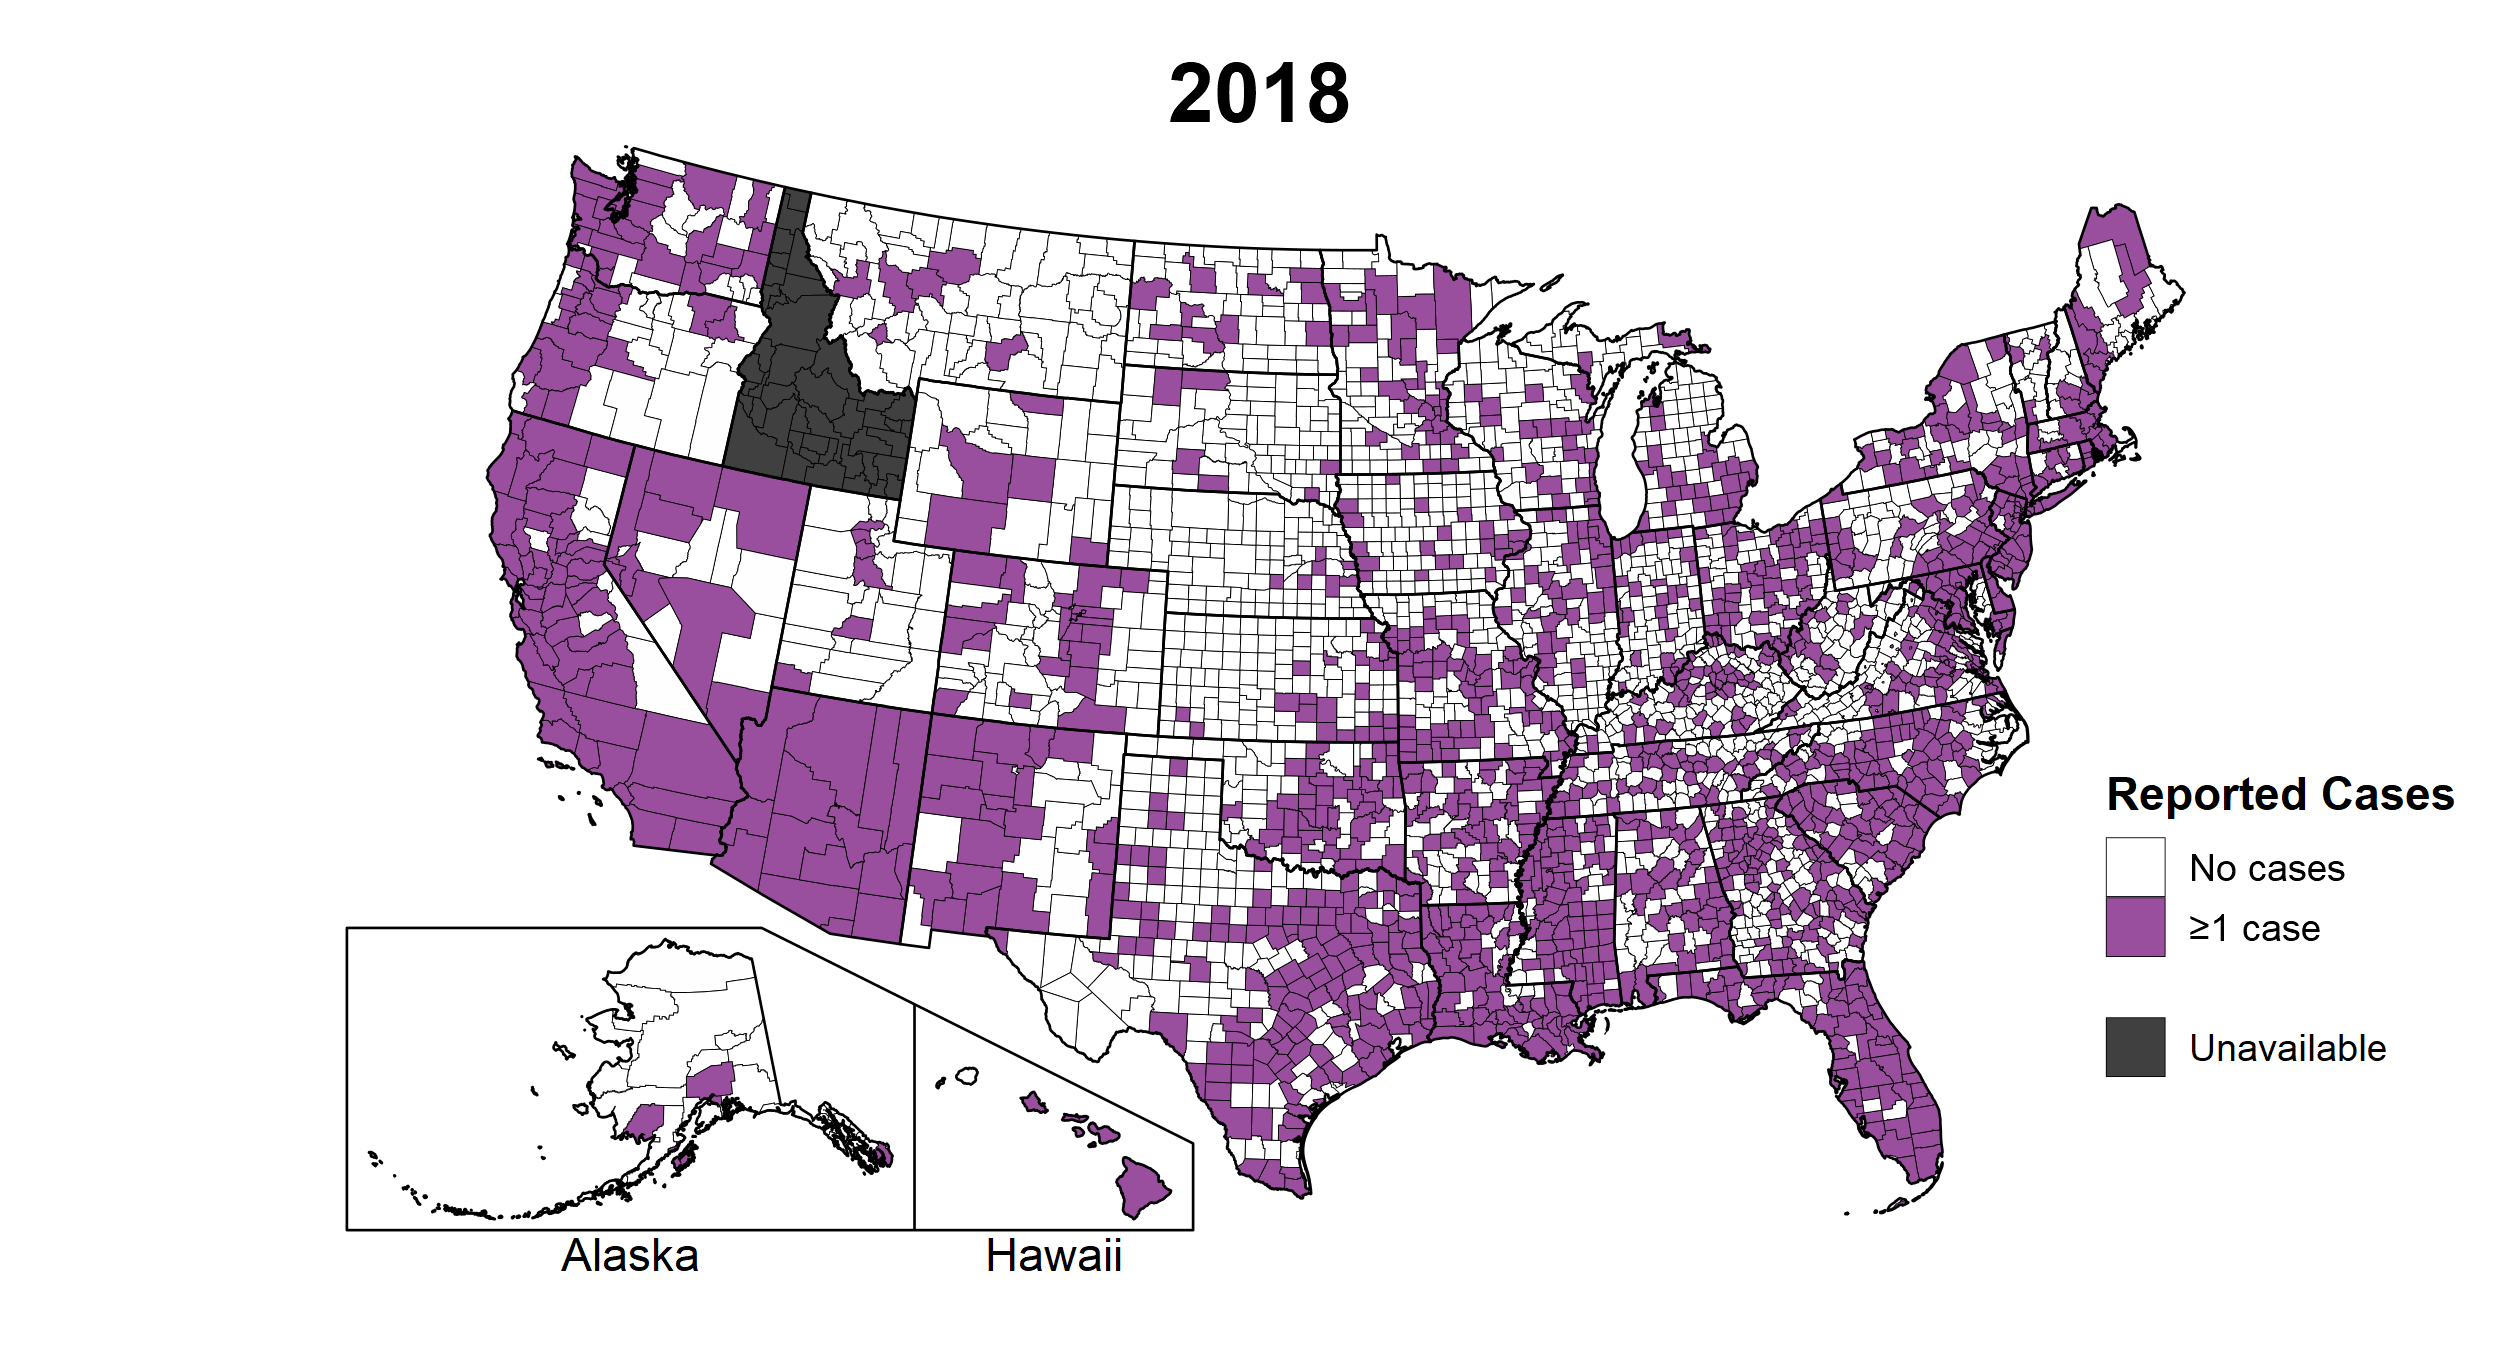 2018
Reported Cases
No cases
≥1 case
Unavailable
Alaska
Hawaii